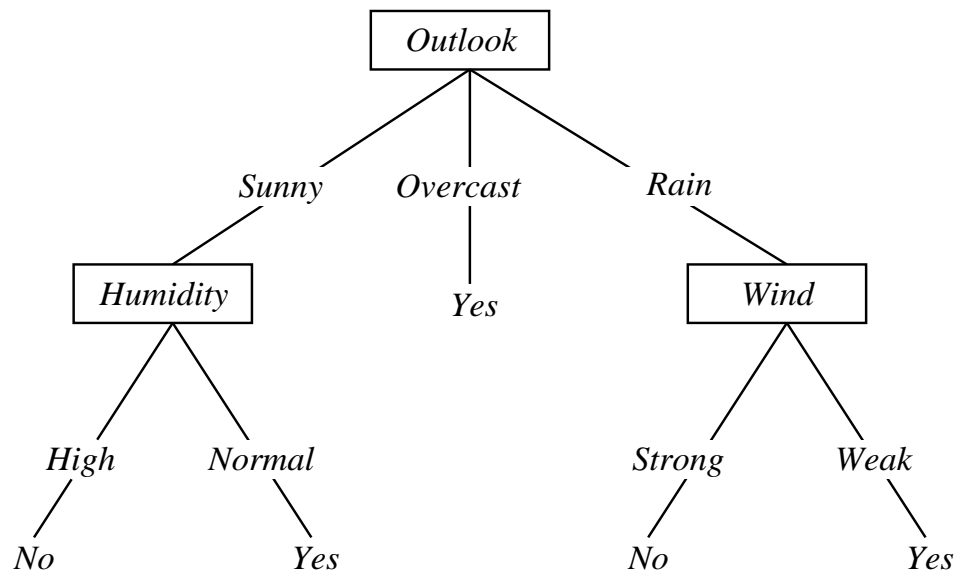 Outlook
Sunny Overcast Rain
Humidity Yes Wind
High Normal Strong Weak
No Yes No Yes